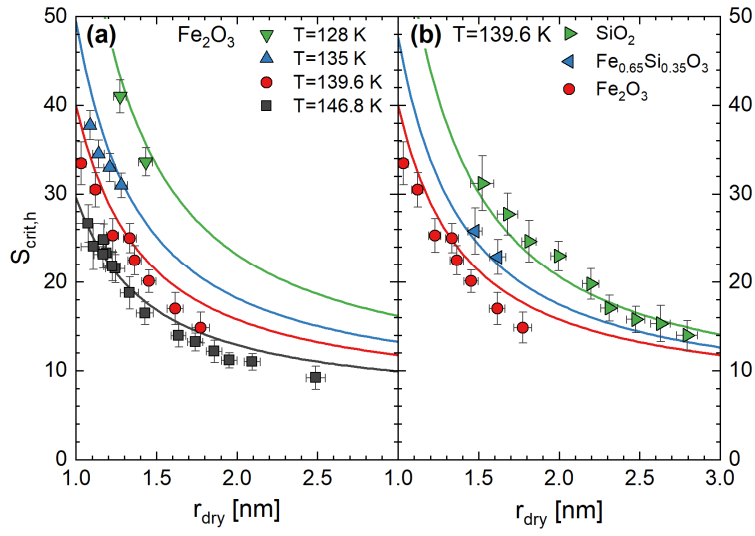 (a) Fe2O3
T=128 K
T=135 K
T=139.6 K
T=146.8 K
(b) T=139.6 K
SiO2
Fe0.65Si0.35O3
Fe2O3
50
40
30
20
10
0
Scrit,h
1.0 1.5 2.0 2.5 1.0 1.5 2.0 2.5 3.0
50
40
30
20
10
0
rdry [nm] rdry [nm]